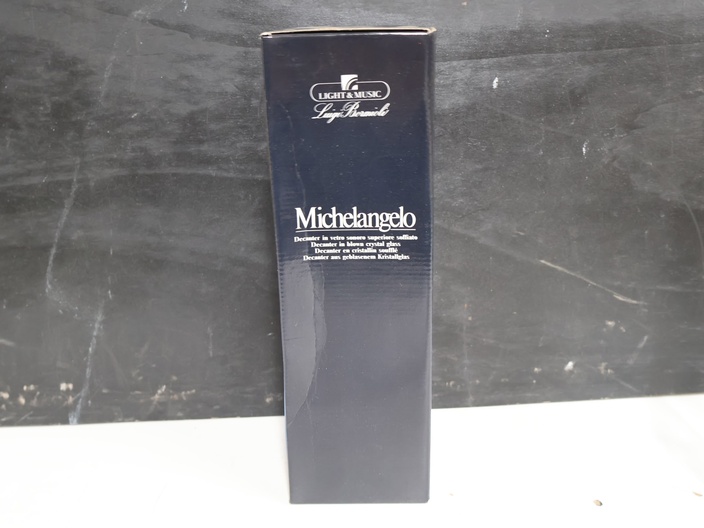 LIGHT & MUSIC
Luigi Bormioli
Michelangelo
Decanter in vetro sonoro superiore soffiato
Decanter in blown crystal glass
Decanter en cristallin soufflé
Decanter aus geblasenem Kristallglas